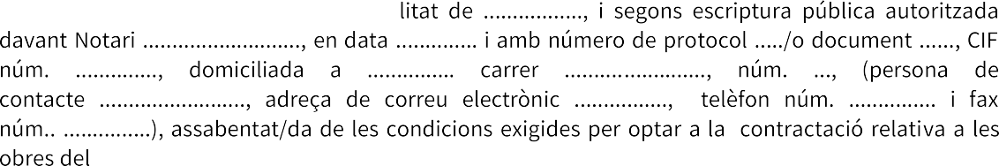 litat de ................., i segons escriptura pública autoritzada
davant Notari ..........................., en data .............. i amb número de protocol ...../o document ......, CIF
núm. .............., domiciliada a ............... carrer ........................, núm. ..., (persona de
contacte ........................., adreça de correu electrònic ................, telèfon núm. ............... i fax
núm.. ...............), assabentat/da de les condicions exigides per optar a la contractació relativa a les
obres del